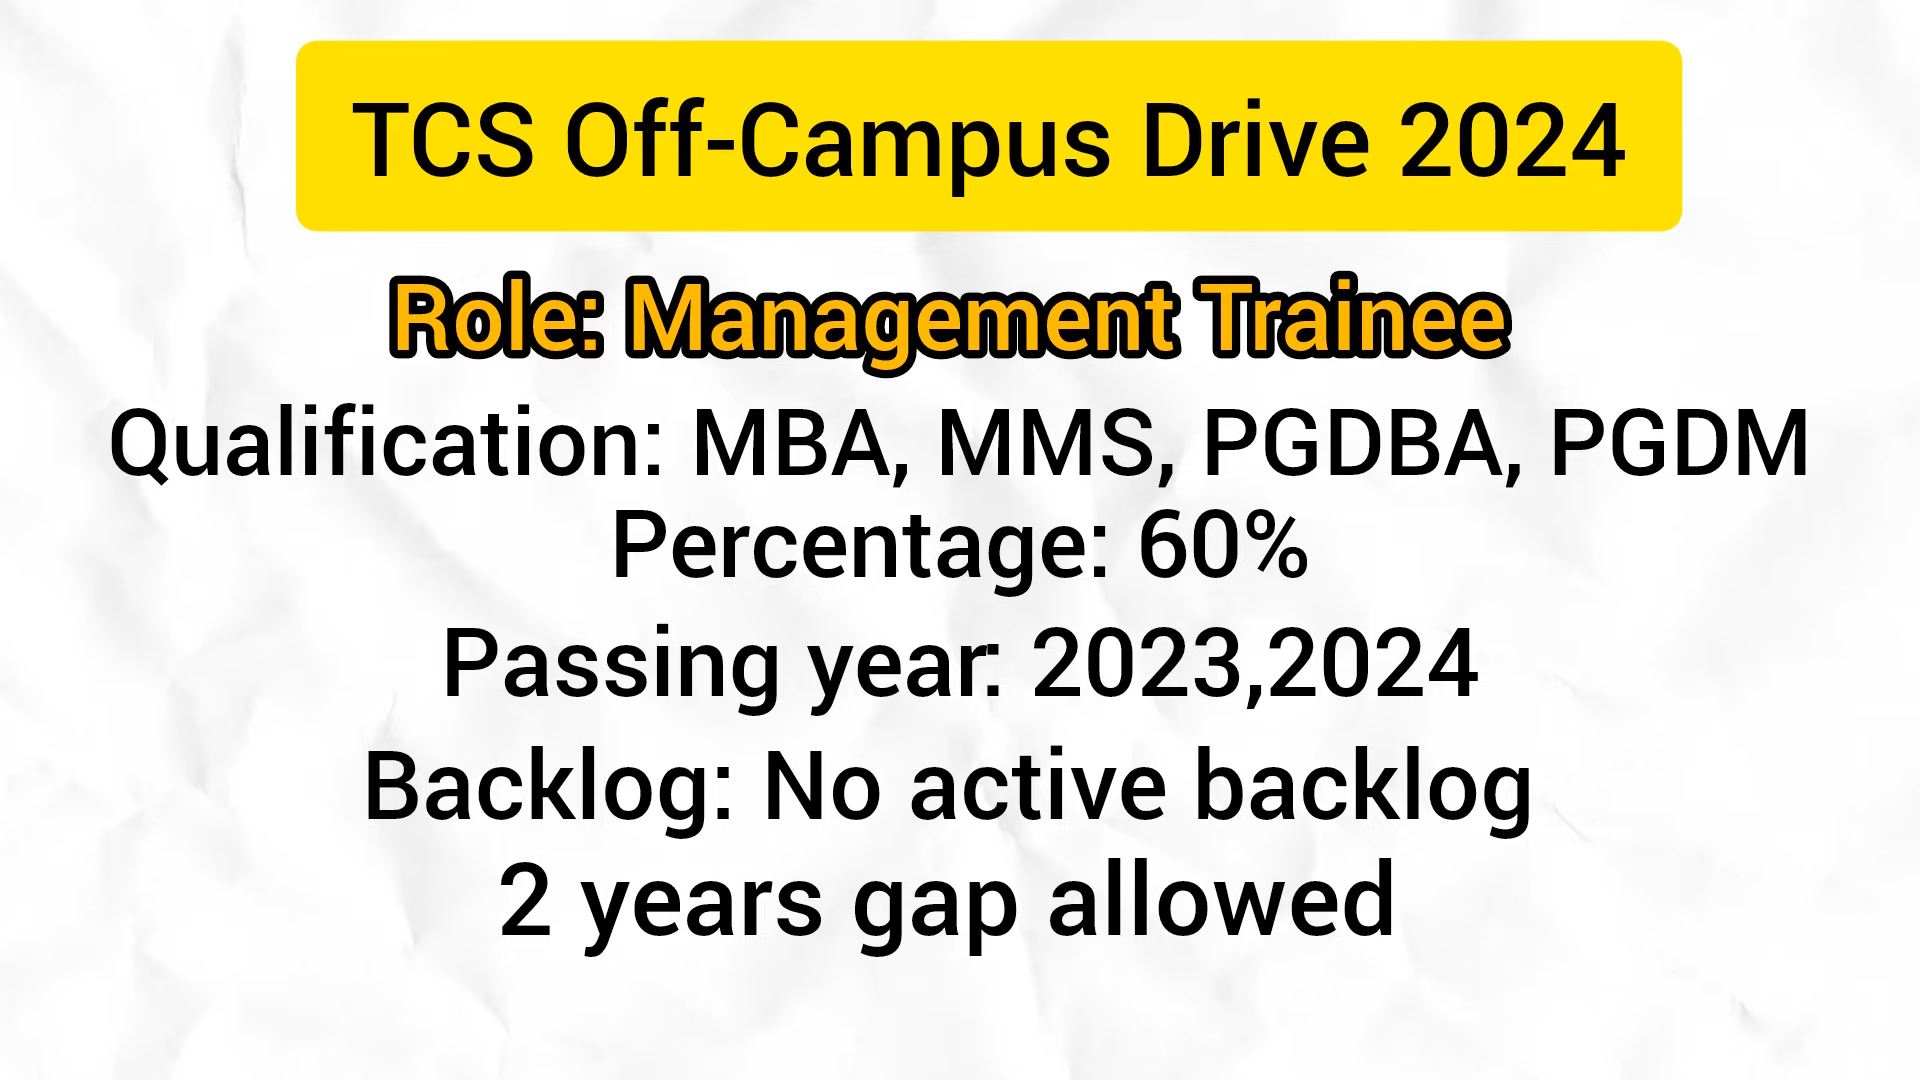 TCS Off-Campus Drive 2024
Role: Management Trainee
Qualification: MBA, MMS, PGDBA, PGDM
Percentage: 60%
Passing year: 2023,2024
Backlog: No active backlog
2 years gap allowed